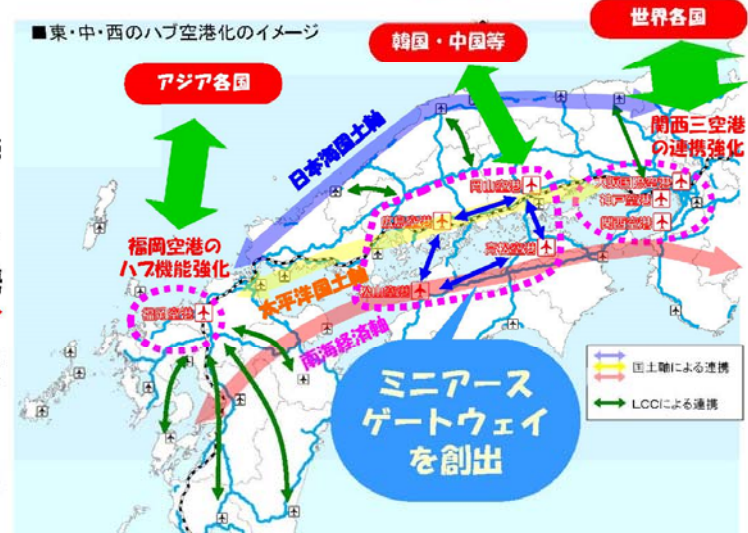 ■東・中・西のハブ空港化のイメージ
アジア各国
韓国・中国等
世界各国
関西三空港
の連携強化
日本海国土軸
岡山空港
大阪国際空港
神戸空港
関西空港
広島空港
高松空港
松山空港
福岡空港の
ハブ機能強化
福岡空港
太平洋国土軸
南海経済軸
ミニアース
ゲートウェイ
を創出
国土軸による連携
LCCによる連携